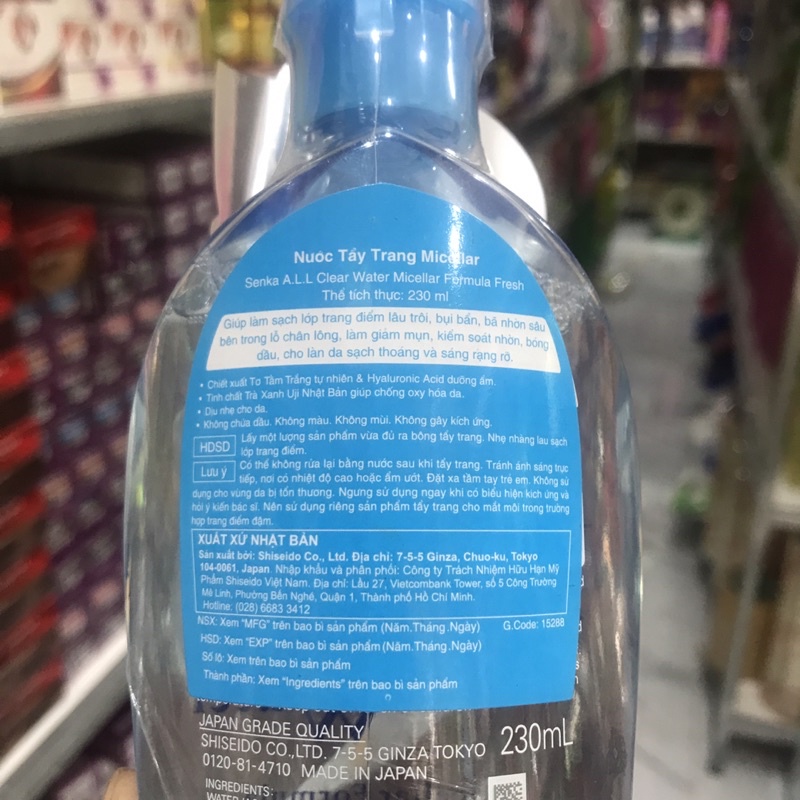 Nước Tẩy Trang Micellar
Senka A.L.L Clear Water Micellar Formula Fresh
Thể tích thực: 230 ml
Giúp làm sạch lớp trang điểm lâu trôi, bụi bẩn, bã nhờn sâu
bên trong lỗ chân lông, làm giảm mụn, kiểm soát nhờn, bóng
dầu, cho làn da sạch thoáng và sáng rạng rỡ.
• Chiết xuất Tơ Tằm Trắng tự nhiên & Hyaluronic Acid dưỡng ẩm.
• Tinh chất Trà Xanh Uji Nhật Bản giúp chống oxy hóa da.
• Dịu nhẹ cho da.
• Không chứa dầu. Không màu. Không mùi. Không gây kích ứng.
HDSD Lấy một lượng sản phẩm vừa đủ ra bông tẩy trang. Nhẹ nhàng lau sạch
lớp trang điểm.
Lưu ý Có thể không rửa lại bằng nước sau khi tẩy trang. Tránh ánh sáng trực
tiếp, nơi có nhiệt độ cao hoặc ẩm ướt. Đặt xa tầm tay trẻ em. Không sử
dụng cho vùng da bị tổn thương. Ngưng sử dụng ngay khi có biểu hiện kích ứng và
hỏi ý kiến bác sĩ. Nên sử dụng riêng sản phẩm tẩy trang cho mắt môi trong trường
hợp trang điểm đậm.
XUẤT XỨ NHẬT BẢN
Sản xuất bởi: Shiseido Co., Ltd. Địa chỉ: 7-5-5 Ginza, Chuo-ku, Tokyo
104-0061, Japan. Nhập khẩu và phân phối: Công ty Trách Nhiệm Hữu Hạn Mỹ
Phẩm Shiseido Việt Nam. Địa chỉ: Lầu 27, Vietcombank Tower, số 5 Công Trường
Mê Linh, Phường Bến Nghé, Quận 1, Thành phố Hồ Chí Minh.
Hotline: (028) 6683 3412
NSX: Xem "MFG" trên bao bì sản phẩm (Năm.Tháng.Ngày) G.Code: 15288
HSD: Xem "EXP" trên bao bì sản phẩm (Năm.Tháng.Ngày)
Số lô: Xem trên bao bì sản phẩm
Thành phần: Xem "Ingredients" trên bao bì sản phẩm
JAPAN GRADE QUALITY
SHISEIDO CO.,LTD. 7-5-5 GINZA TOKYO 230mL
0120-81-4710 MADE IN JAPAN
INGREDIENTS: